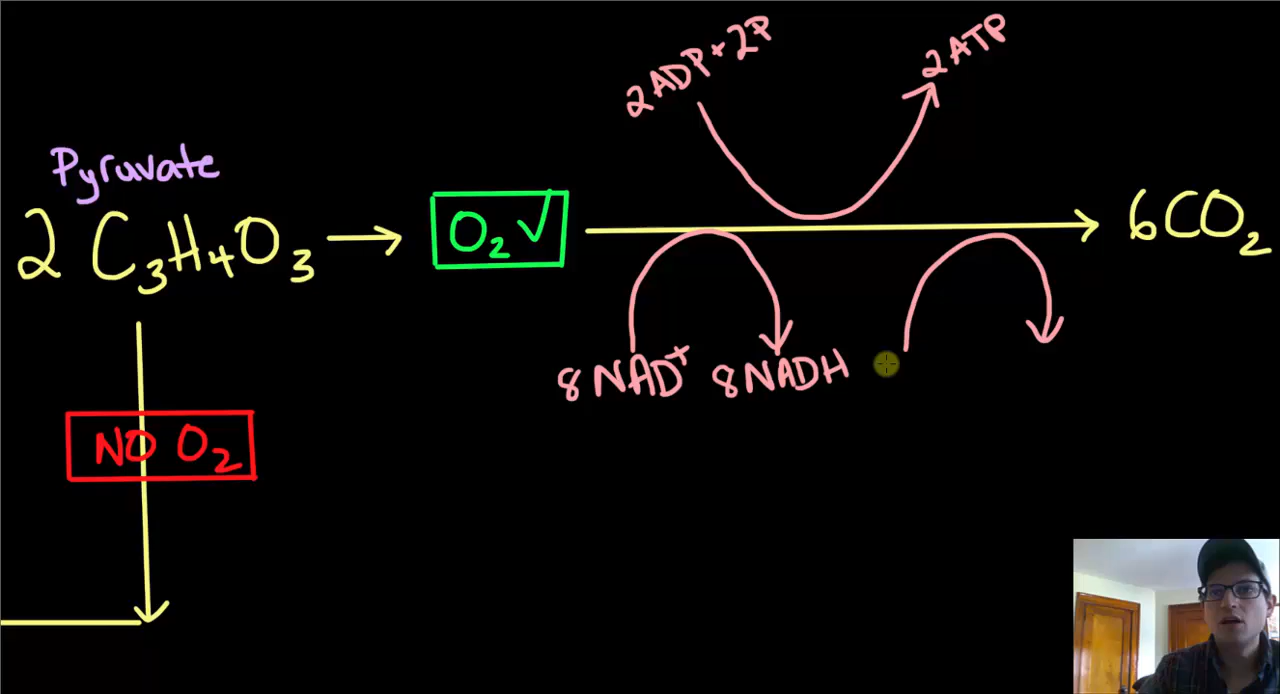 2ADP + 2P
2ATP
Pyruvate
2 C₃H₄O₃
O₂ ✓
6CO₂
8NAD⁺
8NADH
NO O₂